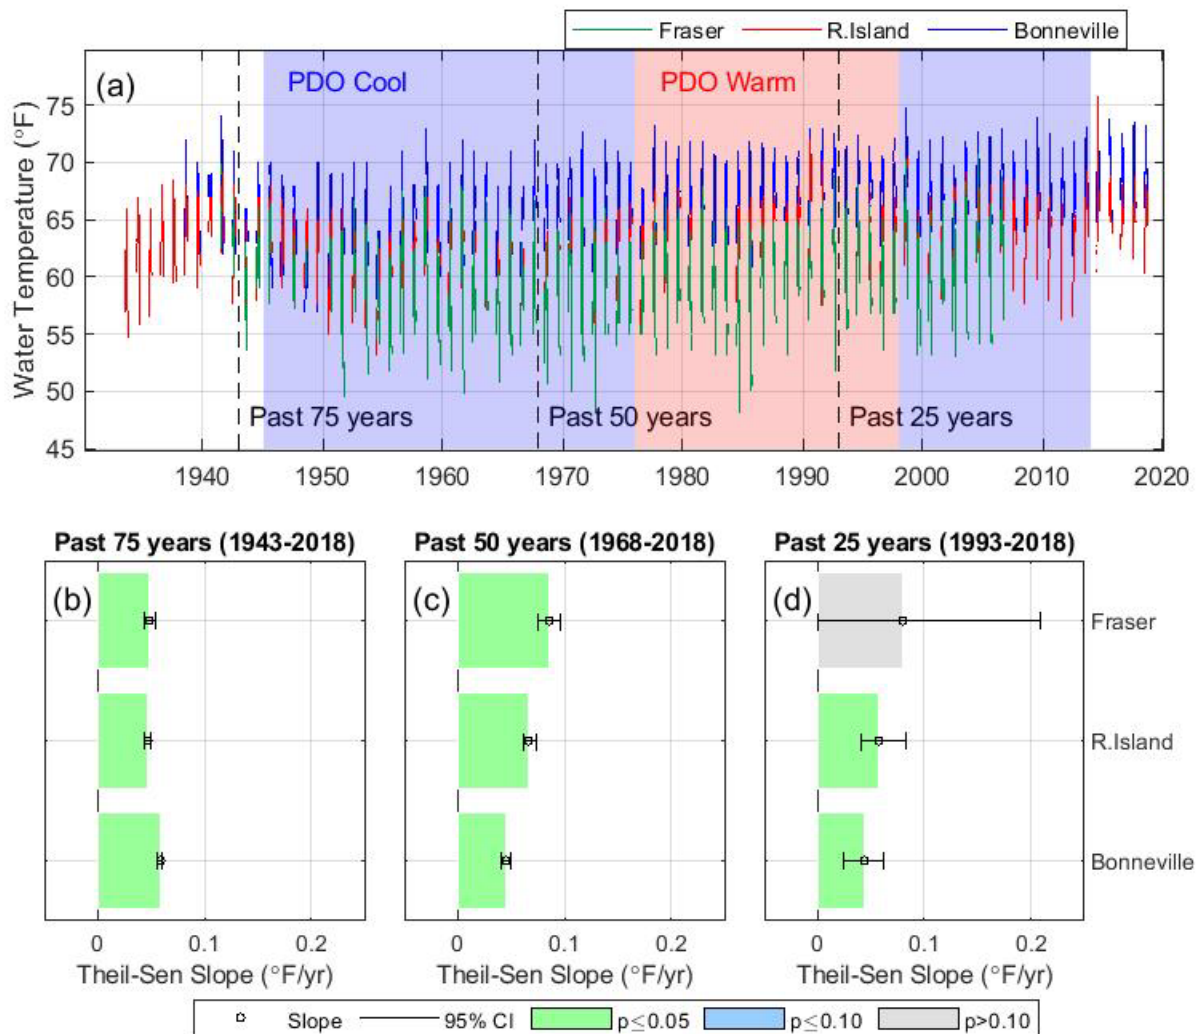 Fraser R.Island Bonneville
(a)
PDO Cool
PDO Warm
Water Temperature (°F)
75
70
65
60
55
50
45
Past 75 years
Past 50 years
Past 25 years
1940 1950 1960 1970 1980 1990 2000 2010 2020
Past 75 years (1943-2018)
Past 50 years (1968-2018)
Past 25 years (1993-2018)
(b)
(c)
(d)
Fraser
R.Island
Bonneville
0 0.1 0.2
0 0.1 0.2
0 0.1 0.2
Theil-Sen Slope (°F/yr)
Theil-Sen Slope (°F/yr)
Theil-Sen Slope (°F/yr)
Slope 95% CI p≤0.05 p≤0.10 p>0.10